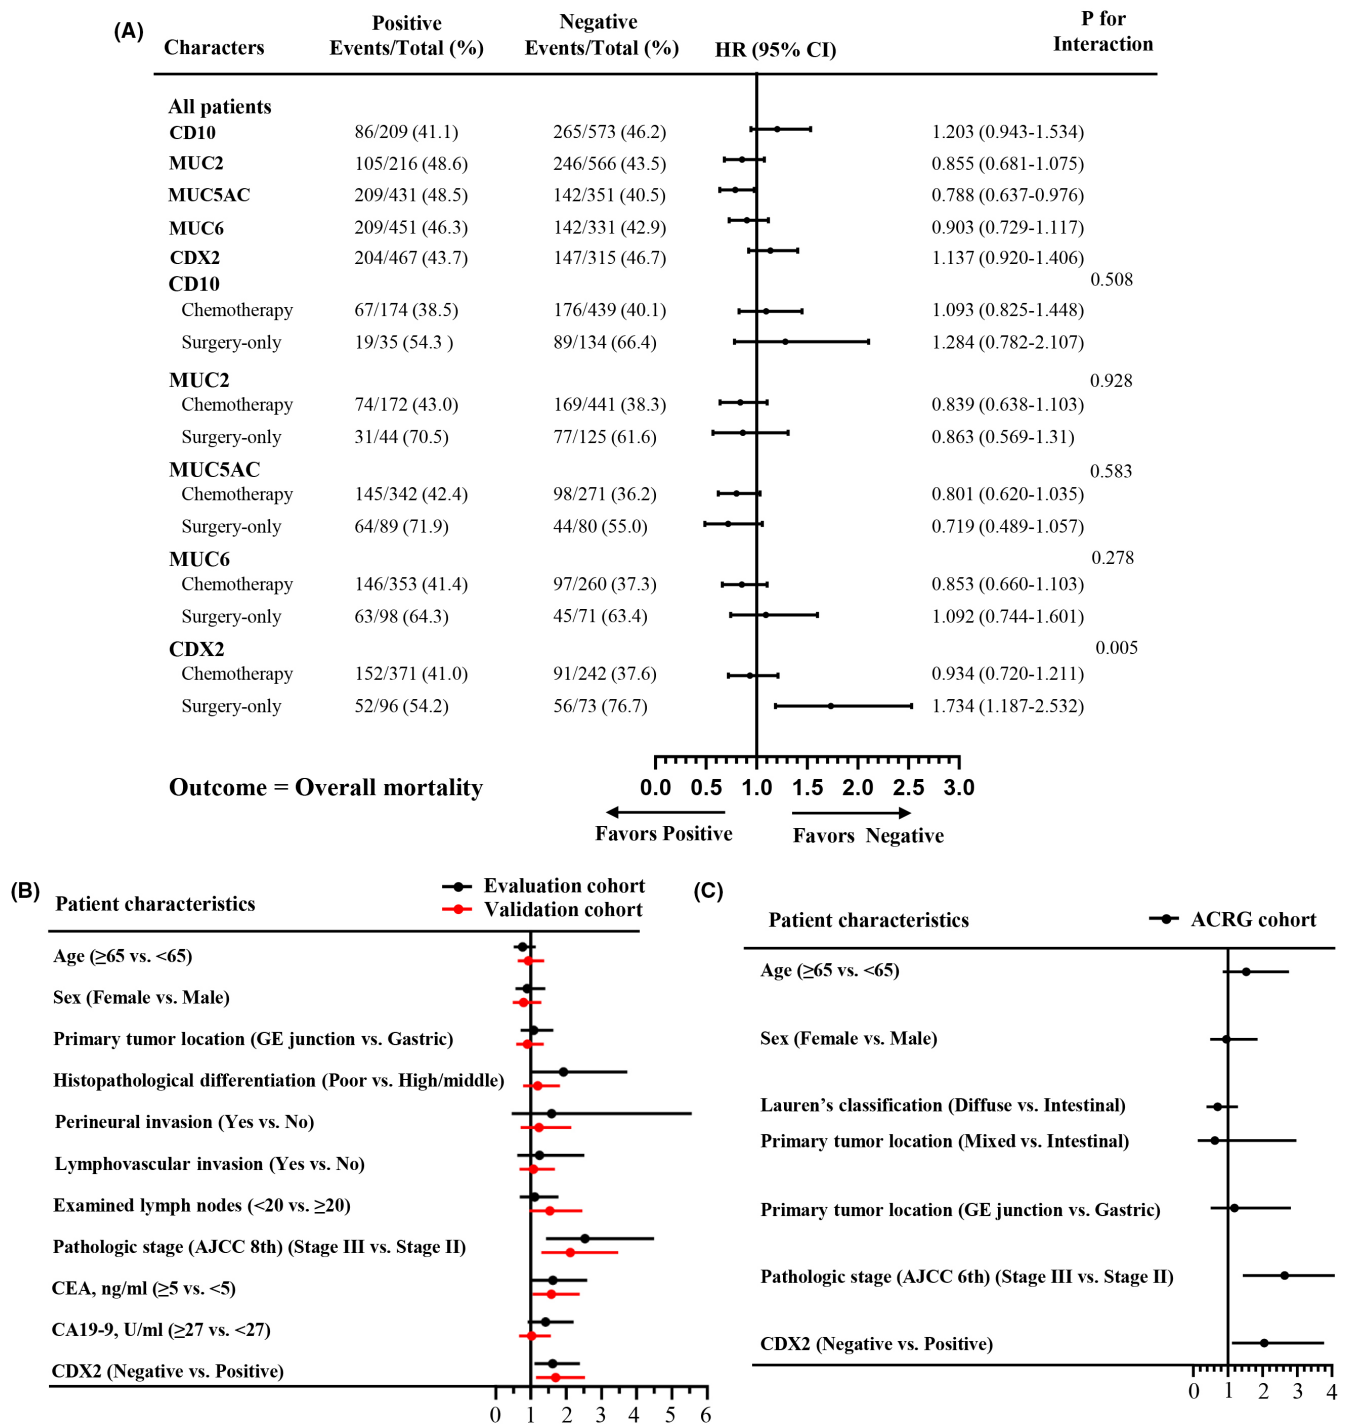 (A)
Characters Positive Events/Total (%) Negative Events/Total (%) HR (95% CI) P for Interaction
All patients
CD10 86/209 (41.1) 265/573 (46.2) 1.203 (0.943-1.534)
MUC2 105/216 (48.6) 246/566 (43.5) 0.855 (0.681-1.075)
MUC5AC 209/431 (48.5) 142/351 (40.5) 0.788 (0.637-0.976)
MUC6 209/451 (46.3) 142/331 (42.9) 0.903 (0.729-1.117)
CDX2 204/467 (43.7) 147/315 (46.7) 1.137 (0.920-1.406)
CD10 0.508
Chemotherapy 67/174 (38.5) 176/439 (40.1) 1.093 (0.825-1.448)
Surgery-only 19/35 (54.3 ) 89/134 (66.4) 1.284 (0.782-2.107)
MUC2 0.928
Chemotherapy 74/172 (43.0) 169/441 (38.3) 0.839 (0.638-1.103)
Surgery-only 31/44 (70.5) 77/125 (61.6) 0.863 (0.569-1.31)
MUC5AC 0.583
Chemotherapy 145/342 (42.4) 98/271 (36.2) 0.801 (0.620-1.035)
Surgery-only 64/89 (71.9) 44/80 (55.0) 0.719 (0.489-1.057)
MUC6 0.278
Chemotherapy 146/353 (41.4) 97/260 (37.3) 0.853 (0.660-1.103)
Surgery-only 63/98 (64.3) 45/71 (63.4) 1.092 (0.744-1.601)
CDX2 0.005
Chemotherapy 152/371 (41.0) 91/242 (37.6) 0.934 (0.720-1.211)
Surgery-only 52/96 (54.2) 56/73 (76.7) 1.734 (1.187-2.532)
Outcome = Overall mortality
0.0 0.5 1.0 1.5 2.0 2.5 3.0
Favors Positive Favors Negative
(B)
Patient characteristics
Evaluation cohort
Validation cohort
Age (≥65 vs. <65)
Sex (Female vs. Male)
Primary tumor location (GE junction vs. Gastric)
Histopathological differentiation (Poor vs. High/middle)
Perineural invasion (Yes vs. No)
Lymphovascular invasion (Yes vs. No)
Examined lymph nodes (<20 vs. ≥20)
Pathologic stage (AJCC 8th) (Stage III vs. Stage II)
CEA, ng/ml (≥5 vs. <5)
CA19-9, U/ml (≥27 vs. <27)
CDX2 (Negative vs. Positive)
0 1 2 3 4 5 6
(C)
Patient characteristics
ACRG cohort
Age (≥65 vs. <65)
Sex (Female vs. Male)
Lauren’s classification (Diffuse vs. Intestinal)
Primary tumor location (Mixed vs. Intestinal)
Primary tumor location (GE junction vs. Gastric)
Pathologic stage (AJCC 6th) (Stage III vs. Stage II)
CDX2 (Negative vs. Positive)
0 1 2 3 4